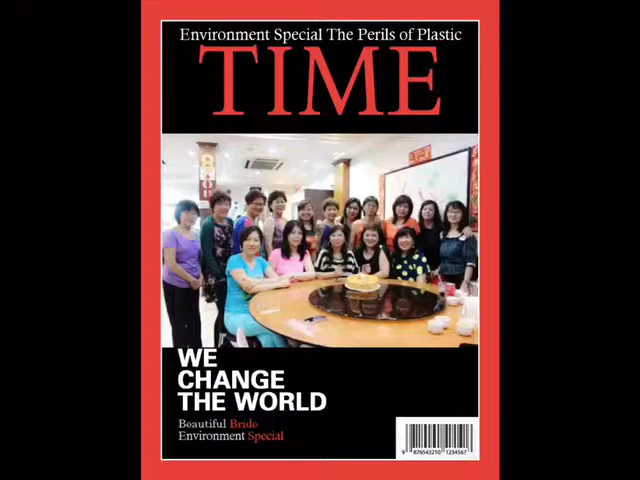 Environment Special The Perils of Plastic
TIME
WE
CHANGE
THE WORLD
Beautiful Bride
Environment Special
9 876543210 1234567